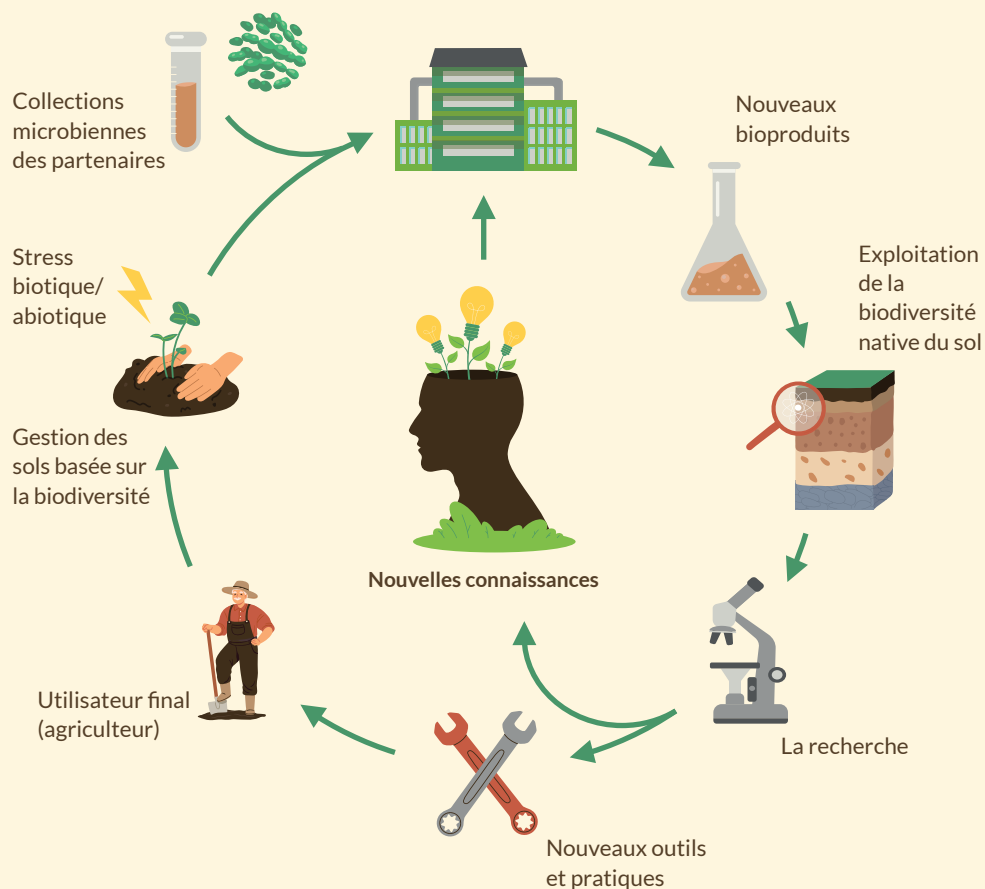 Collections
microbiennes
des partenaires
Nouveaux
bioproduits
Stress
biotique/
abiotique
Exploitation
de la
biodiversité
native du sol
Gestion des
sols basée sur
la biodiversité
Nouvelles connaissances
Utilisateur final
(agriculteur)
La recherche
Nouveaux outils
et pratiques